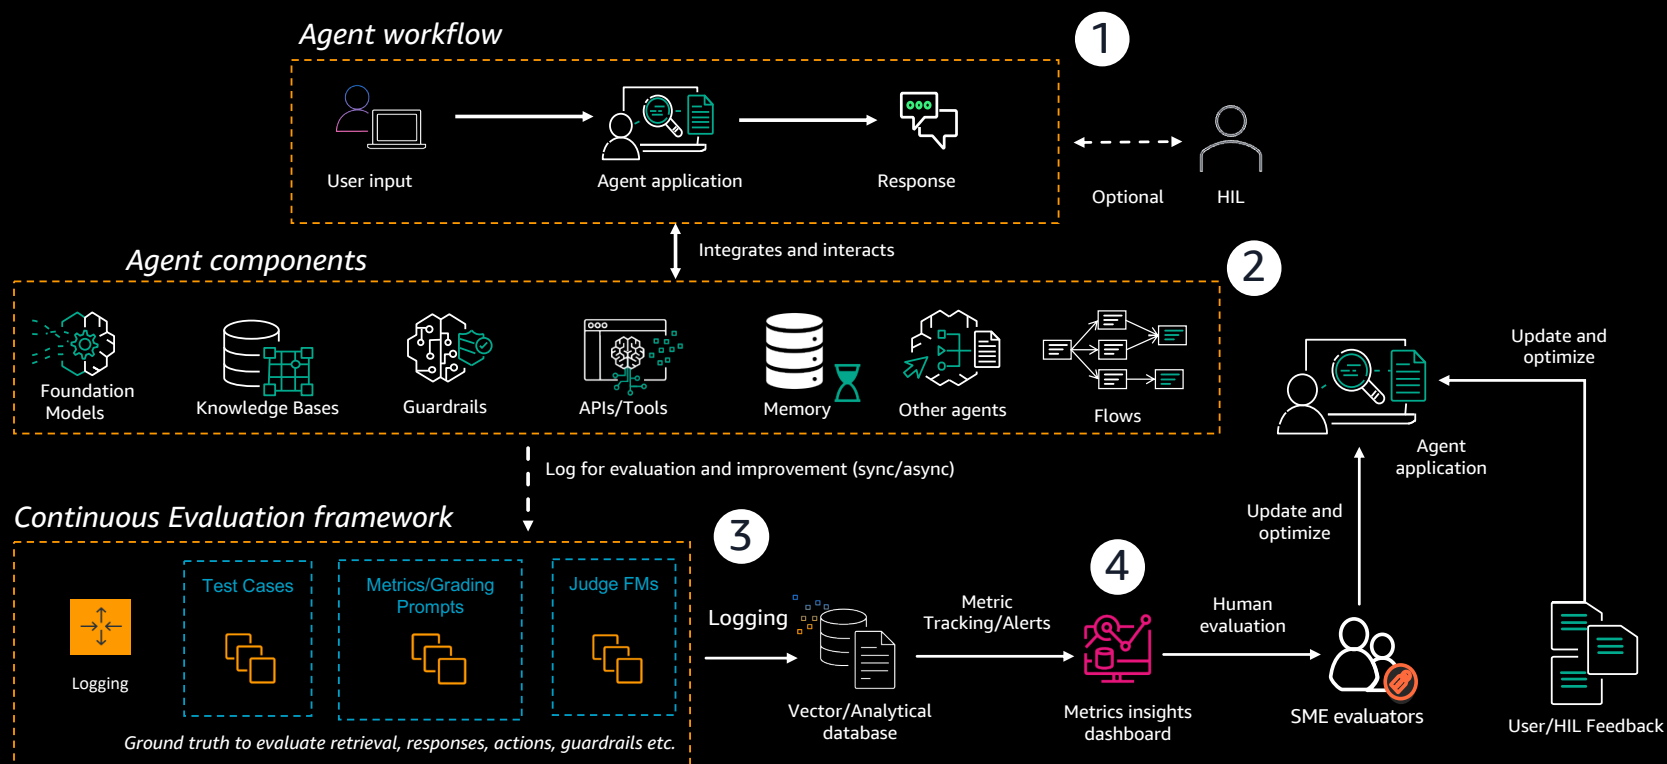 Agent workflow
1
User input
Agent application
Response
Optional
HIL
Integrates and interacts
Agent components
2
Foundation
Models
Knowledge Bases
Guardrails
APIs/Tools
Memory
Other agents
Flows
Update and
optimize
Agent
application
Log for evaluation and improvement (sync/async)
Continuous Evaluation framework
3
Logging
Test Cases
Metrics/Grading
Prompts
Judge FMs
Ground truth to evaluate retrieval, responses, actions, guardrails etc.
Logging
Vector/Analytical
database
Metric
Tracking/Alerts
4
Metrics insights
dashboard
Human
evaluation
Update and
optimize
SME evaluators
User/HIL Feedback